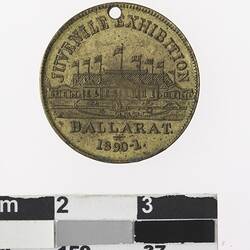 JUVENILE EXHIBITION
BALLARAT.
1890-1.
m 2 3